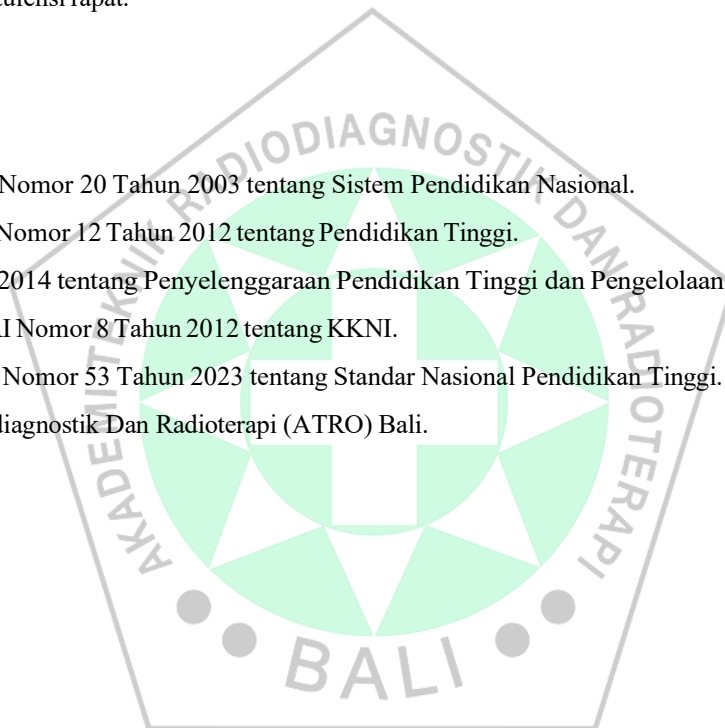 rapat.
Nomor 20 Tahun 2003 tentang Sistem Pendidikan Nasional.
Nomor 12 Tahun 2012 tentang Pendidikan Tinggi.
2014 tentang Penyelenggaraan Pendidikan Tinggi dan Pengelolaan
Nomor 8 Tahun 2012 tentang KKNI.
Nomor 53 Tahun 2023 tentang Standar Nasional Pendidikan Tinggi.
diagnostik Dan Radioterapi (ATRO) Bali.
AKADEMI TEKNIK RADIODIAGNOSTIK DAN RADIOTERAPI
BALI